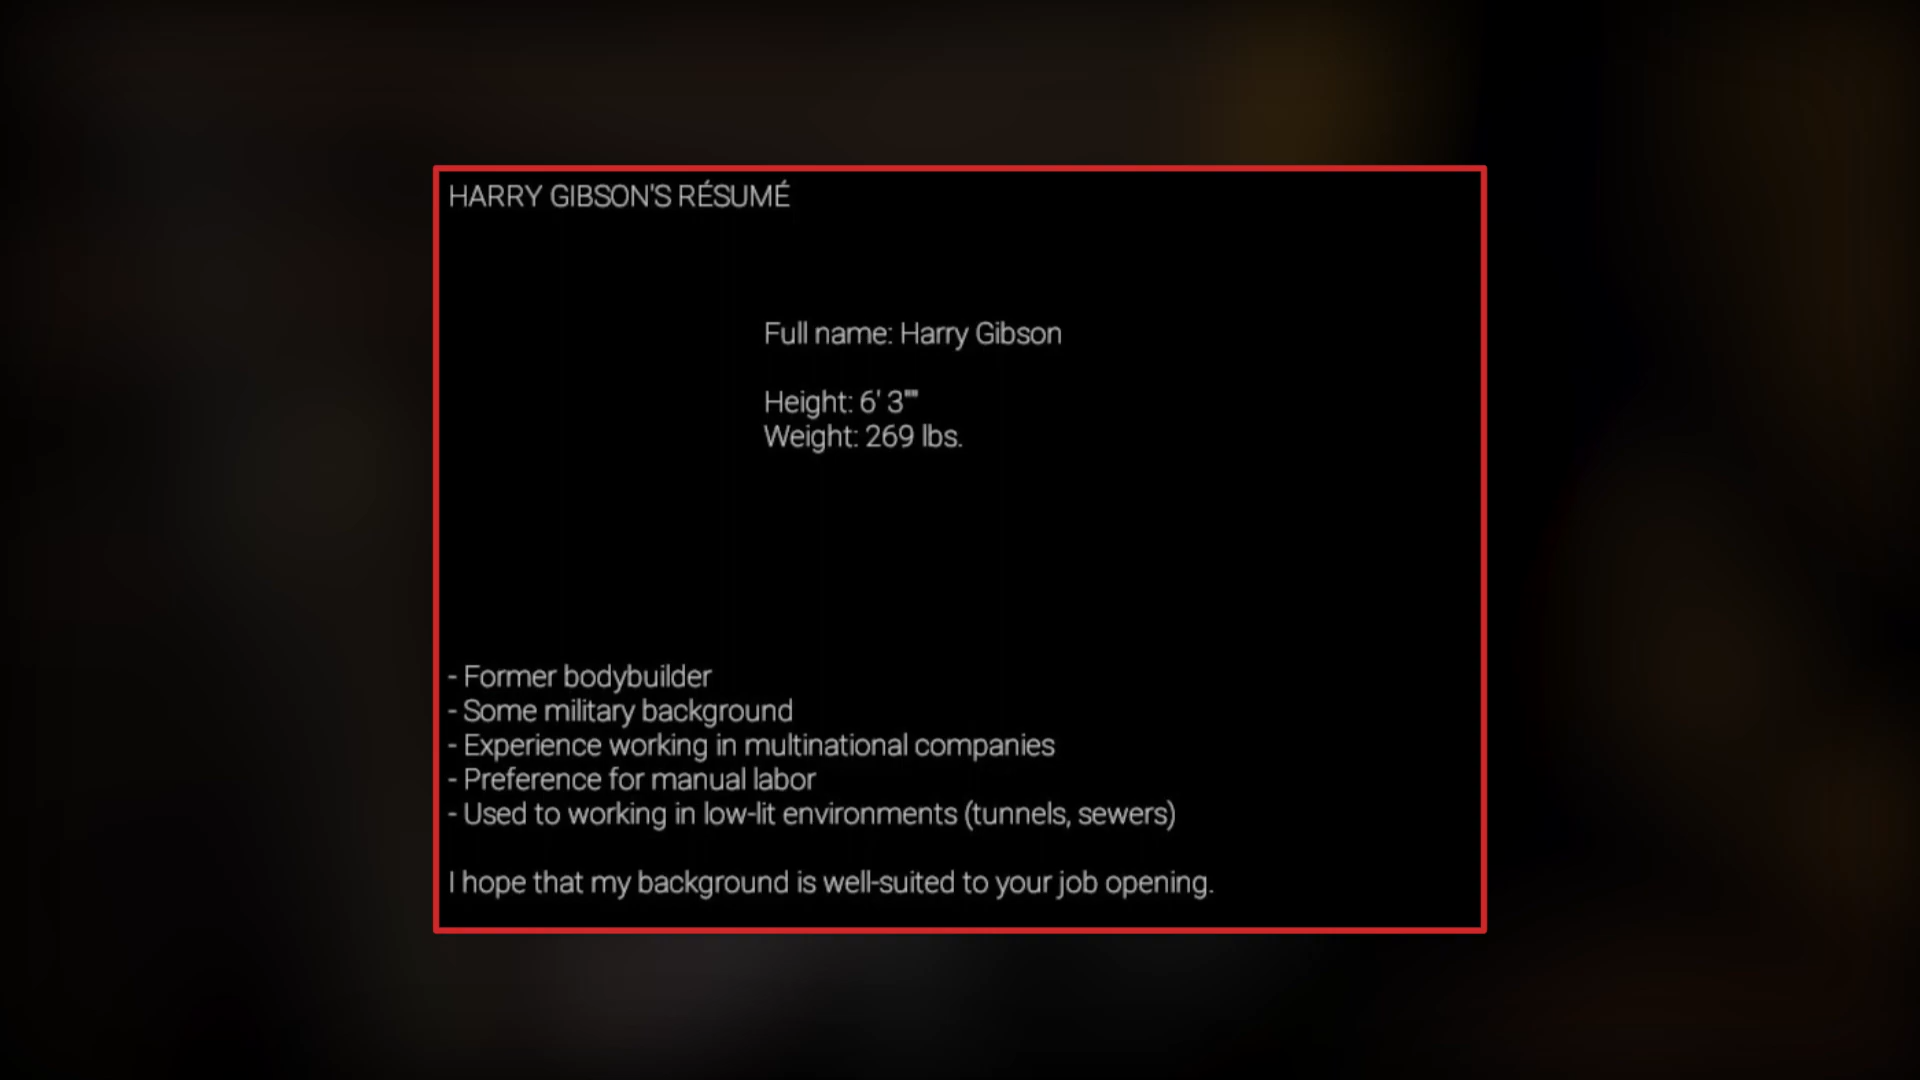 HARRY GIBSON'S RÉSUMÉ
Full name: Harry Gibson
Height: 6' 3""
Weight: 269 lbs.
- Former bodybuilder
- Some military background
- Experience working in multinational companies
- Preference for manual labor
- Used to working in low-lit environments (tunnels, sewers)
I hope that my background is well-suited to your job opening.